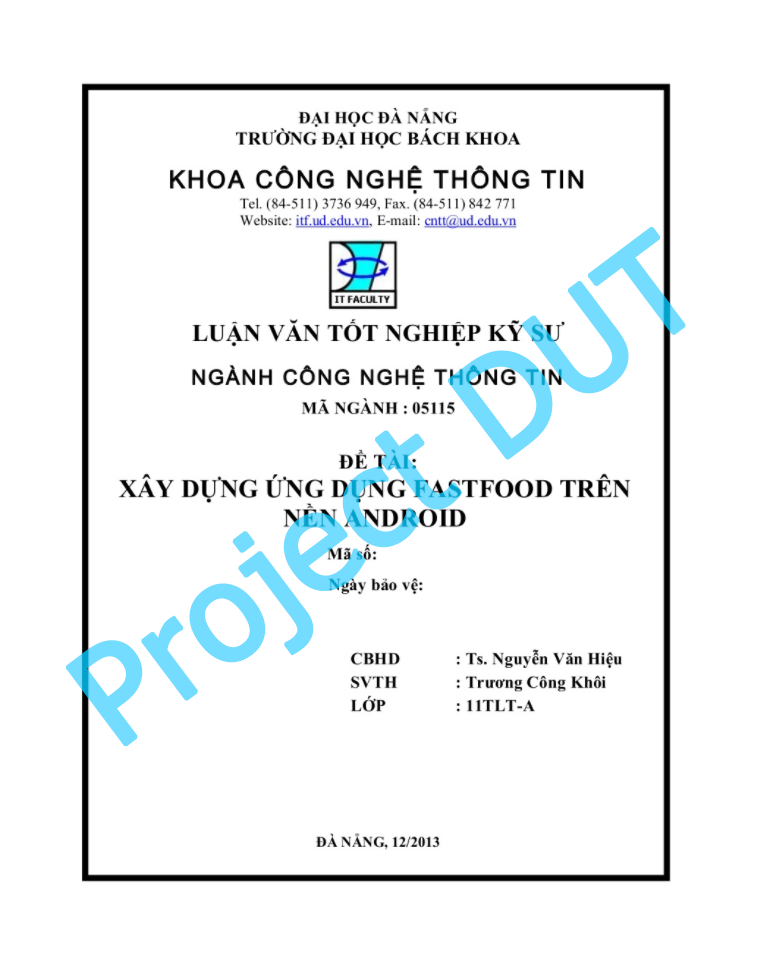 ĐẠI HỌC ĐÀ NẴNG
TRƯỜNG ĐẠI HỌC BÁCH KHOA
KHOA CÔNG NGHỆ THÔNG TIN
Tel. (84-511) 3736 949, Fax. (84-511) 842 771
Website: itf.ud.edu.vn, E-mail: cntt@ud.edu.vn
IT FACULTY
LUẬN VĂN TỐT NGHIỆP KỸ SƯ
NGÀNH CÔNG NGHỆ THÔNG TIN
MÃ NGÀNH : 05115
ĐỀ TÀI:
XÂY DỰNG ỨNG DỤNG FASTFOOD TRÊN
NỀN ANDROID
Mã số:
Ngày bảo vệ:
CBHD : Ts. Nguyễn Văn Hiệu
SVTH : Trương Công Khôi
LỚP : 11TLT-A
ĐÀ NẴNG, 12/2013
Project DUT